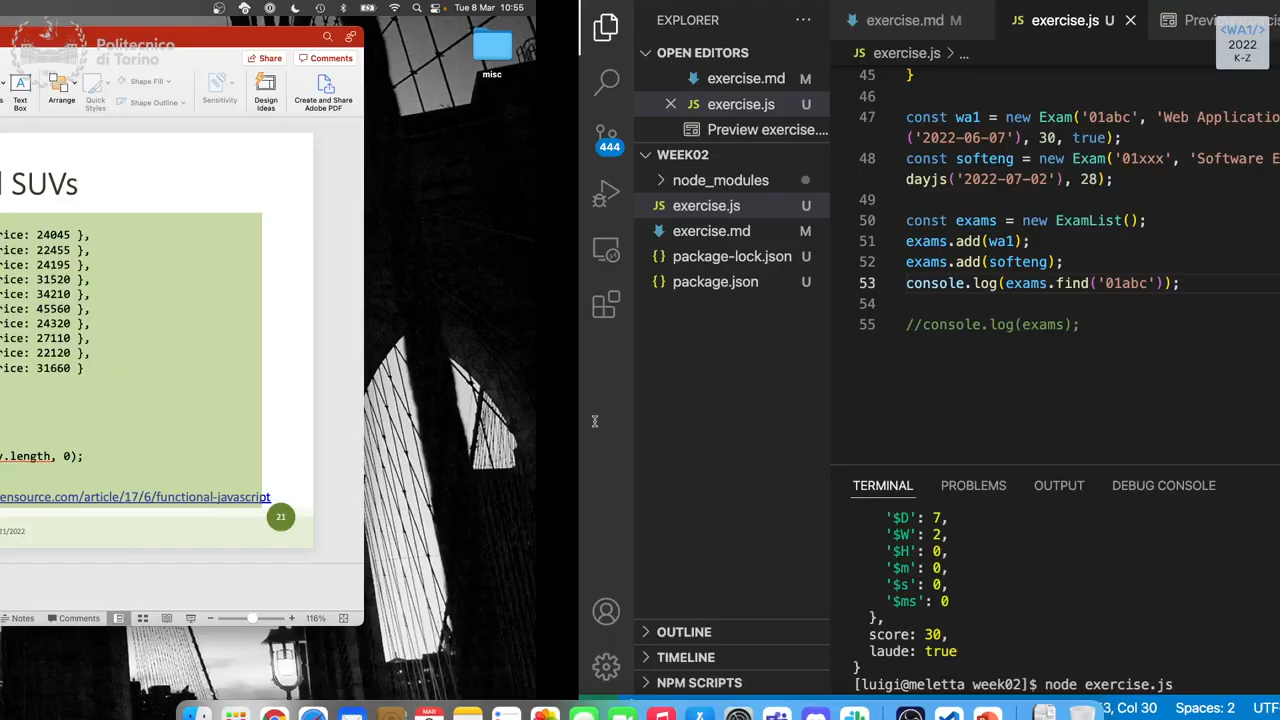 Tue 8 Mar 10:55
Politecnico
di Torino
Share
Comments
Text
Box
Arrange
Quick
Styles
Shape Fill
Shape Outline
Sensitivity
Design
Ideas
Create and Share
Adobe PDF
misc
SUVs
rice: 24045 },
rice: 22455 },
rice: 24195 },
rice: 31520 },
rice: 34210 },
rice: 45560 },
rice: 24320 },
rice: 27110 },
rice: 22120 },
rice: 31660 }
v.length, 0);
ensource.com/article/17/6/functional-javascript
21
21/2022
Notes
Comments
116%
EXPLORER
OPEN EDITORS
exercise.md M
JS exercise.js U
Preview exercise....
WEEK02
node_modules
JS exercise.js U
exercise.md M
{} package-lock.json U
{} package.json U
444
OUTLINE
TIMELINE
NPM SCRIPTS
exercise.md M
JS exercise.js U
Preview
<WA1/>
2022
K-Z
JS exercise.js > ...
45 }
46
47 const wa1 = new Exam('01abc', 'Web Applicatio
('2022-06-07'), 30, true);
48 const softeng = new Exam('01xxx', 'Software E
dayjs('2022-07-02'), 28);
49
50 const exams = new ExamList();
51 exams.add(wa1);
52 exams.add(softeng);
53 console.log(exams.find('01abc'));
54
55 //console.log(exams);
TERMINAL
PROBLEMS
OUTPUT
DEBUG CONSOLE
'$D': 7,
'$W': 2,
'$H': 0,
'$m': 0,
'$s': 0,
'$ms': 0
},
score: 30,
laude: true
}
[luigi@meletta week02]$ node exercise.js
3, Col 30
Spaces: 2
UTF